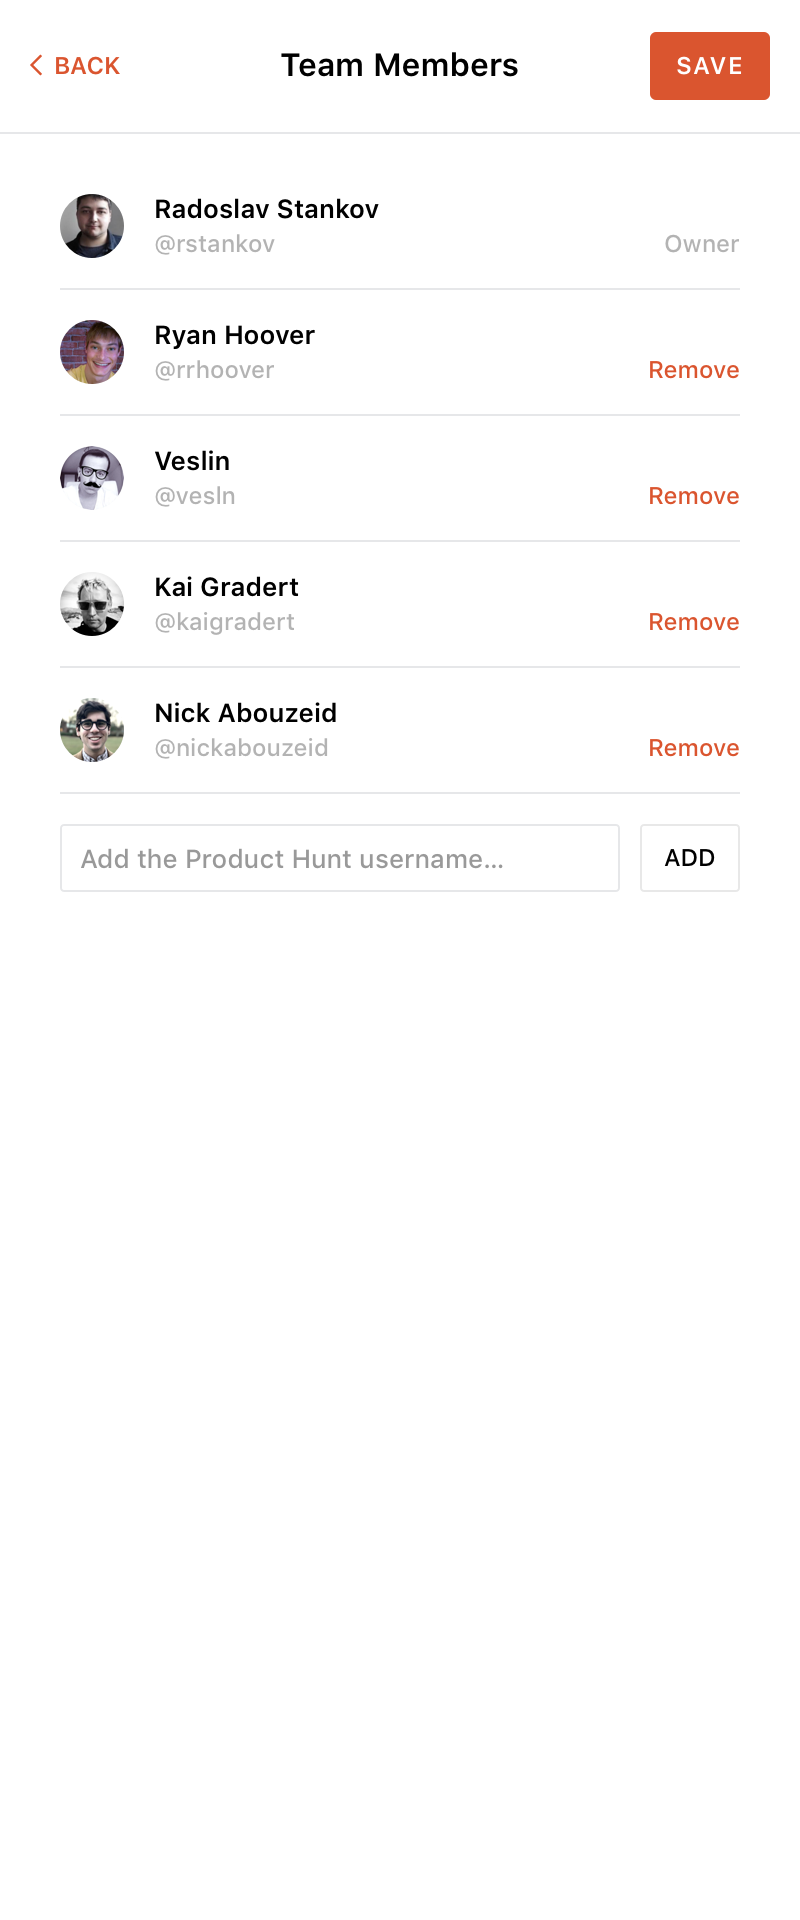 BACK
Team Members
SAVE
Radoslav Stankov
@rstankov
Owner
Ryan Hoover
@rrhoover
Remove
Veslin
@vesln
Remove
Kai Gradert
@kaigradert
Remove
Nick Abouzeid
@nickabouzeid
Remove
Add the Product Hunt username...
ADD